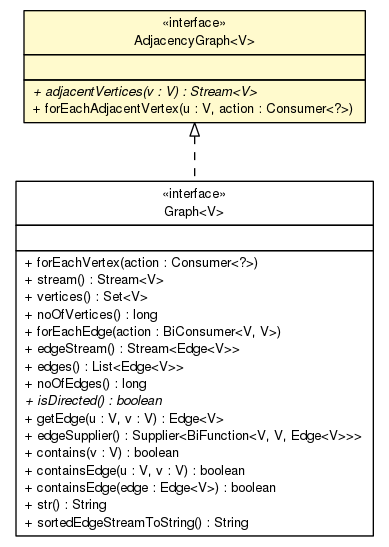 «interface»
AdjacencyGraph<V>
+ adjacentVertices(v : V) : Stream<V>
+ forEachAdjacentVertex(u : V, action : Consumer<?>)
«interface»
Graph<V>
+ forEachVertex(action : Consumer<?>)
+ stream() : Stream<V>
+ vertices() : Set<V>
+ noOfVertices() : long
+ forEachEdge(action : BiConsumer<V, V>)
+ edgeStream() : Stream<Edge<V>>
+ edges() : List<Edge<V>>
+ noOfEdges() : long
+ isDirected() : boolean
+ getEdge(u : V, v : V) : Edge<V>
+ edgeSupplier() : Supplier<BiFunction<V, V, Edge<V>>>
+ contains(v : V) : boolean
+ containsEdge(u : V, v : V) : boolean
+ containsEdge(edge : Edge<V>) : boolean
+ str() : String
+ sortedEdgeStreamToString() : String